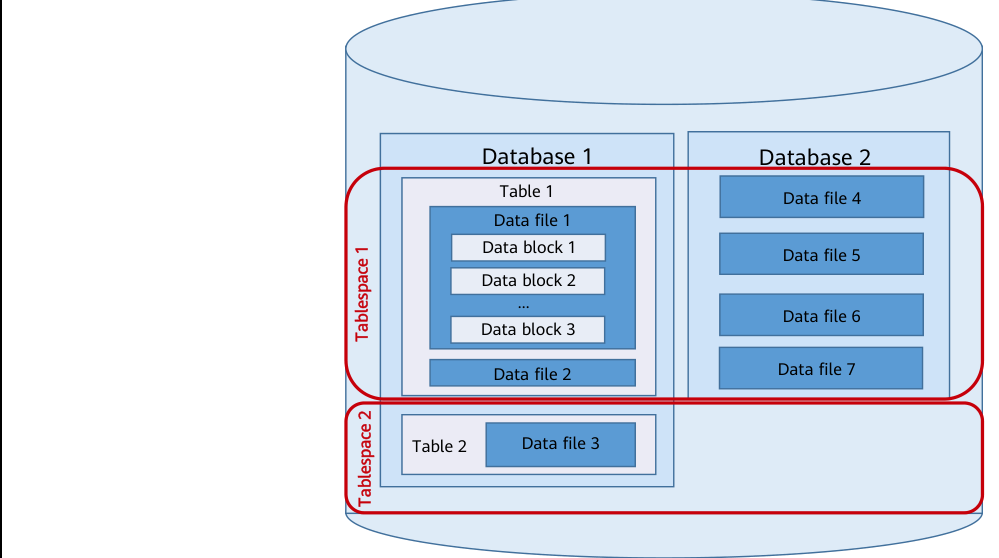 Database 1
Database 2
Tablespace 1
Table 1
Data file 1
Data block 1
Data block 2
...
Data block 3
Data file 2
Data file 4
Data file 5
Data file 6
Data file 7
Tablespace 2
Table 2
Data file 3